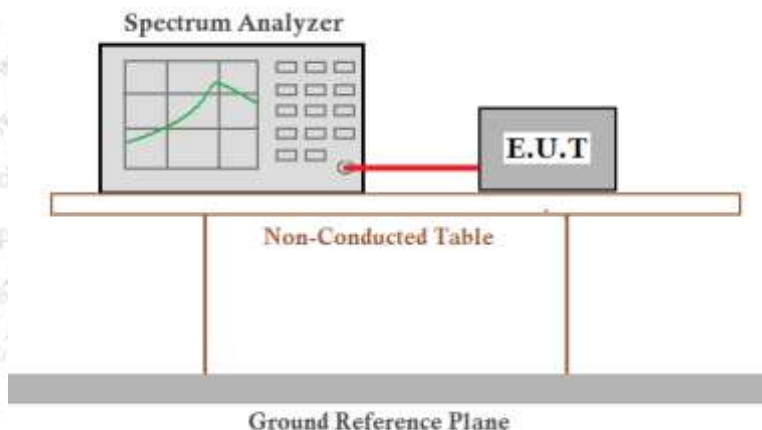 Spectrum Analyzer
E.U.T
Non-Conducted Table
Ground Reference Plane